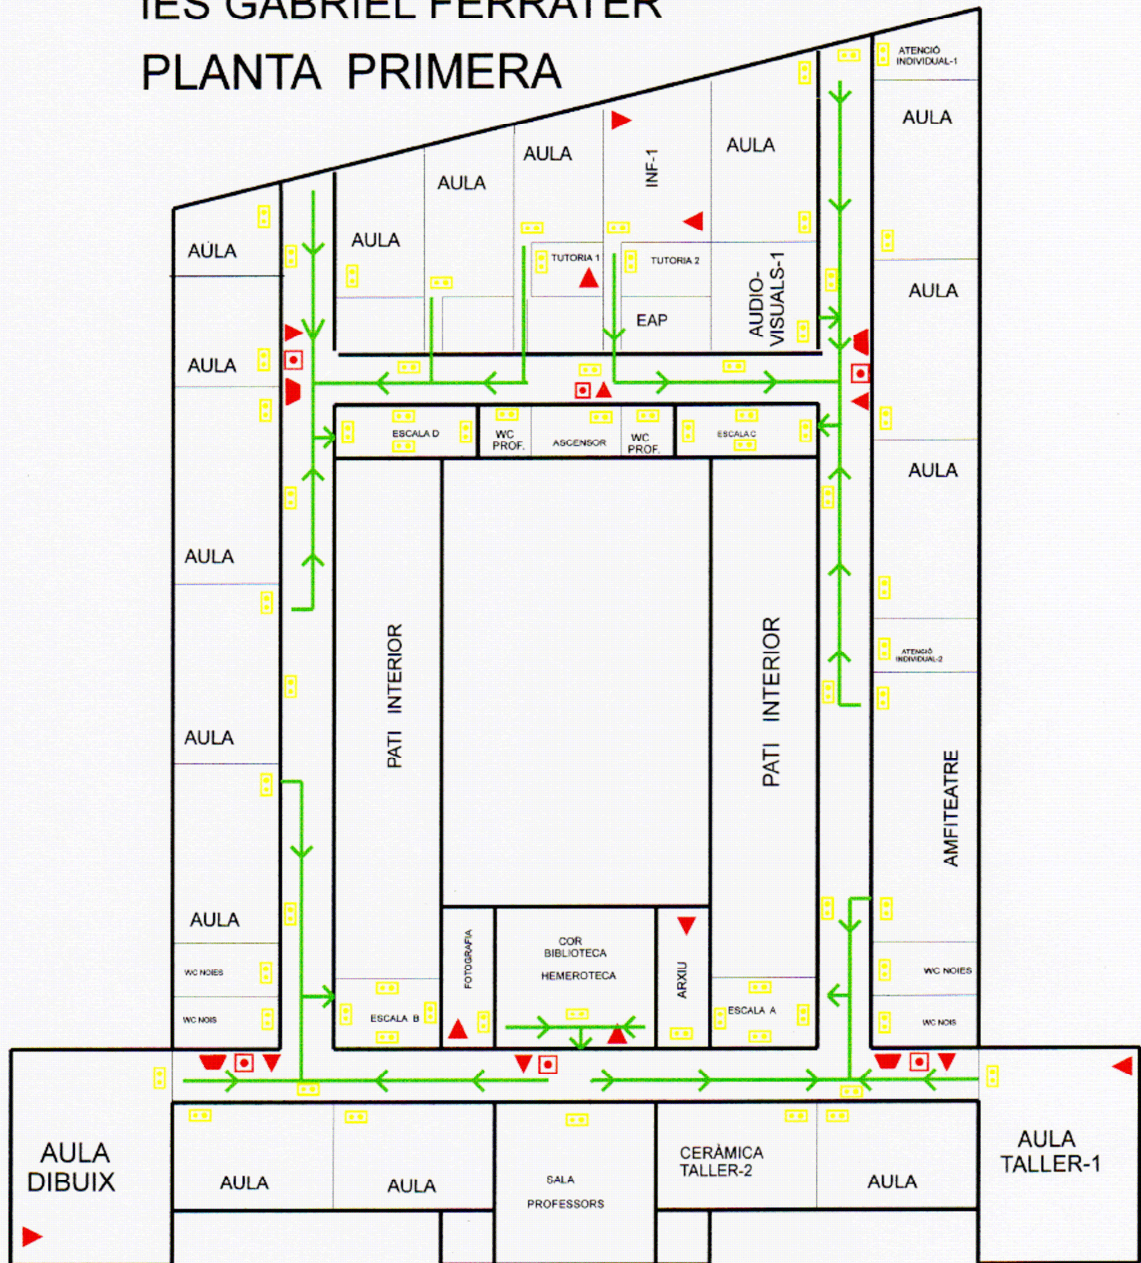 IES GABRIEL FERRATER
PLANTA PRIMERA
ATENCIÓ
INDIVIDUAL-1
AULA
AULA
AULA
INF-1
AULA
AULA
AULA
AULA
TUTORIA 1
TUTORIA 2
AUDIO-
VISUALS-1
AULA
EAP
AULA
ESCALA D
WC
PROF.
ASCENSOR
WC
PROF.
ESCALA C
AULA
AULA
PATI INTERIOR
PATI INTERIOR
ATENCIÓ
INDIVIDUAL-2
AULA
AMFITEATRE
AULA
FOTOGRAFIA
COR
BIBLIOTECA
HEMEROTECA
ARXIU
WC NOIES
WC NOIES
WC NOIS
ESCALA B
ESCALA A
WC NOIS
AULA
DIBUIX
AULA
AULA
SALA
PROFESSORS
CERÀMICA
TALLER-2
AULA
AULA
TALLER-1